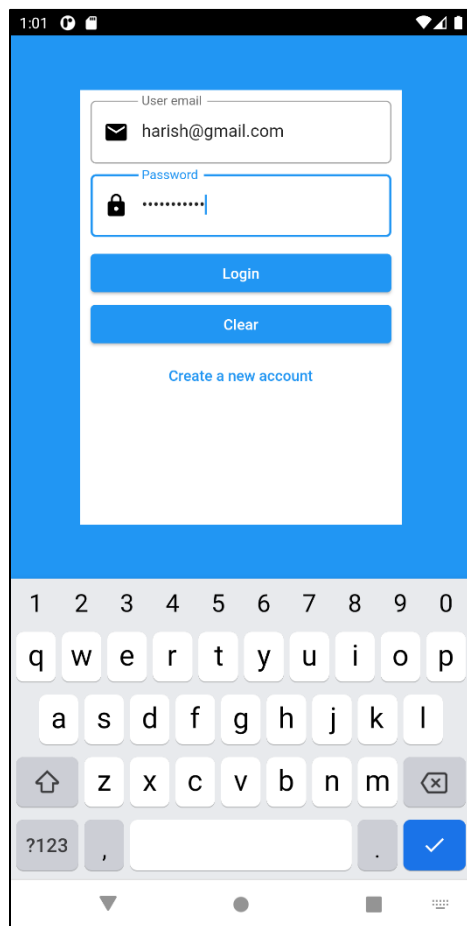 1:01
User email
harish@gmail.com
Password
•••••••••••
Login
Clear
Create a new account
1 2 3 4 5 6 7 8 9 0
q w e r t y u i o p
a s d f g h j k l
z x c v b n m
?123 , .